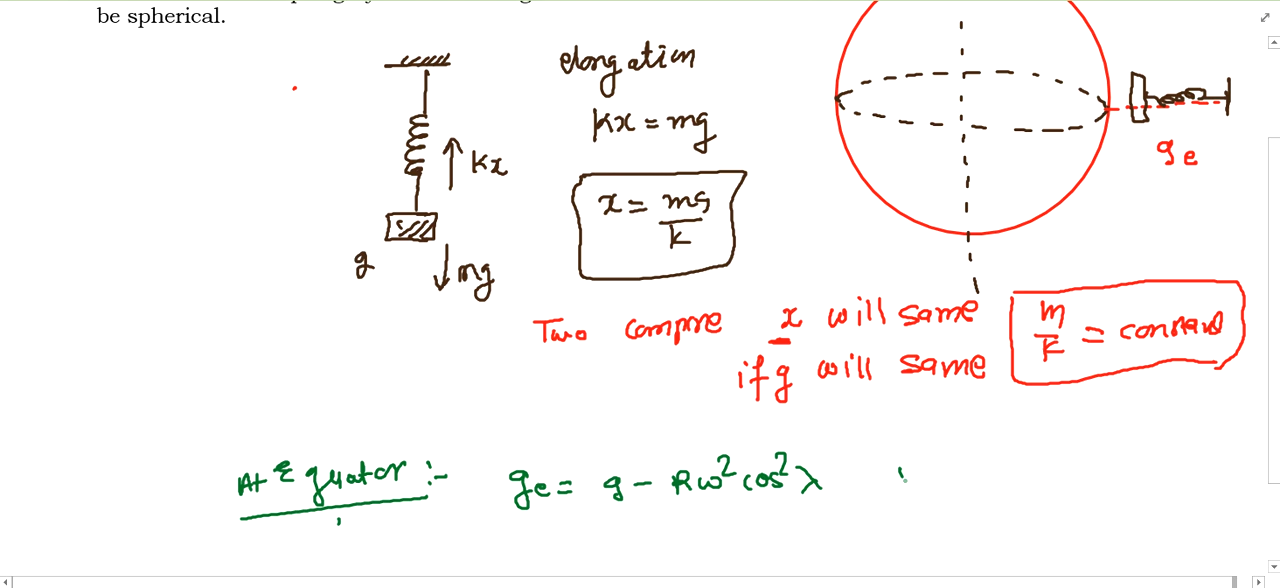 be spherical.
elongation
kx = mg
x = mg
k
kx
g
mg
ge
Two compre x will same
if g will same
m
k
= constant
At Equator :- ge = g - Rω² cos² λ